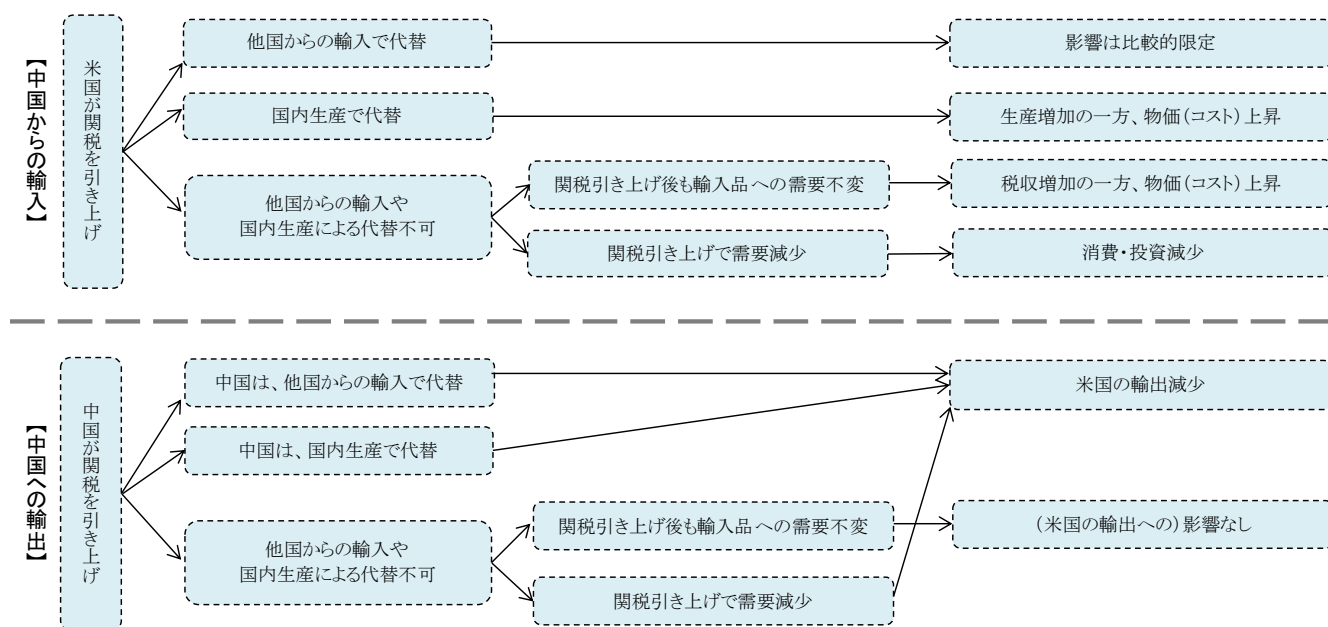 【中国からの輸入】
米国が関税を引き上げ
他国からの輸入で代替
影響は比較的限定
国内生産で代替
生産増加の一方、物価(コスト)上昇
他国からの輸入や
国内生産による代替不可
関税引き上げ後も輸入品への需要不変
税収増加の一方、物価(コスト)上昇
関税引き上げで需要減少
消費・投資減少
【中国への輸出】
中国が関税を引き上げ
中国は、他国からの輸入で代替
米国の輸出減少
中国は、国内生産で代替
他国からの輸入や
国内生産による代替不可
関税引き上げ後も輸入品への需要不変
(米国の輸出への)影響なし
関税引き上げで需要減少